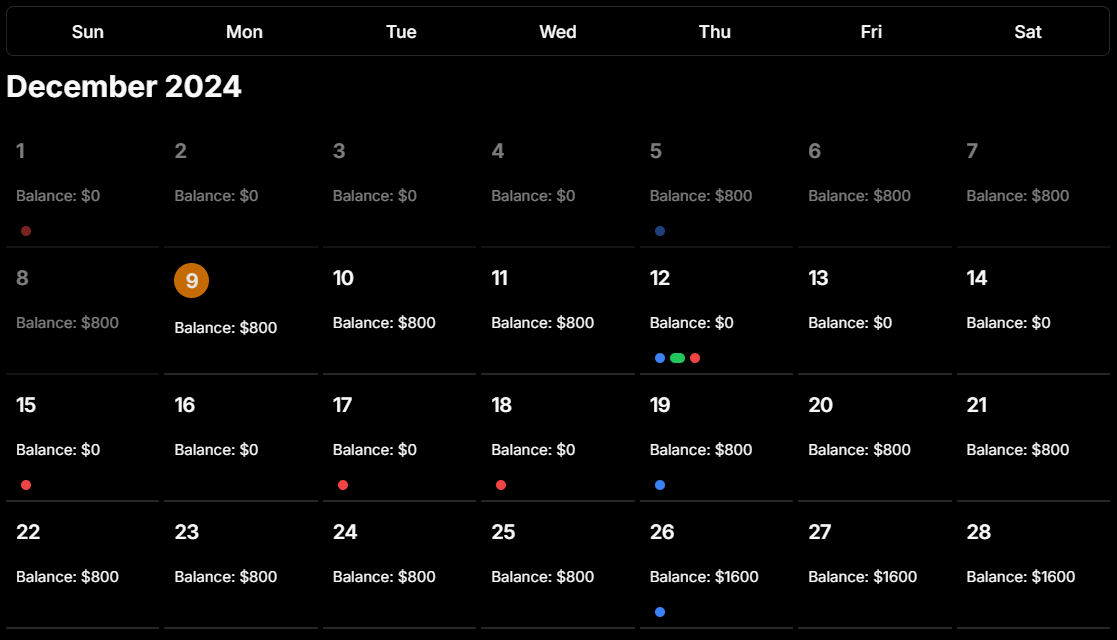 Sun Mon Tue Wed Thu Fri Sat
December 2024
1 2 3 4 5 6 7
Balance: $0 Balance: $0 Balance: $0 Balance: $0 Balance: $800 Balance: $800 Balance: $800
8 9 10 11 12 13 14
Balance: $800 Balance: $800 Balance: $800 Balance: $800 Balance: $0 Balance: $0 Balance: $0
15 16 17 18 19 20 21
Balance: $0 Balance: $0 Balance: $0 Balance: $0 Balance: $800 Balance: $800 Balance: $800
22 23 24 25 26 27 28
Balance: $800 Balance: $800 Balance: $800 Balance: $800 Balance: $1600 Balance: $1600 Balance: $1600